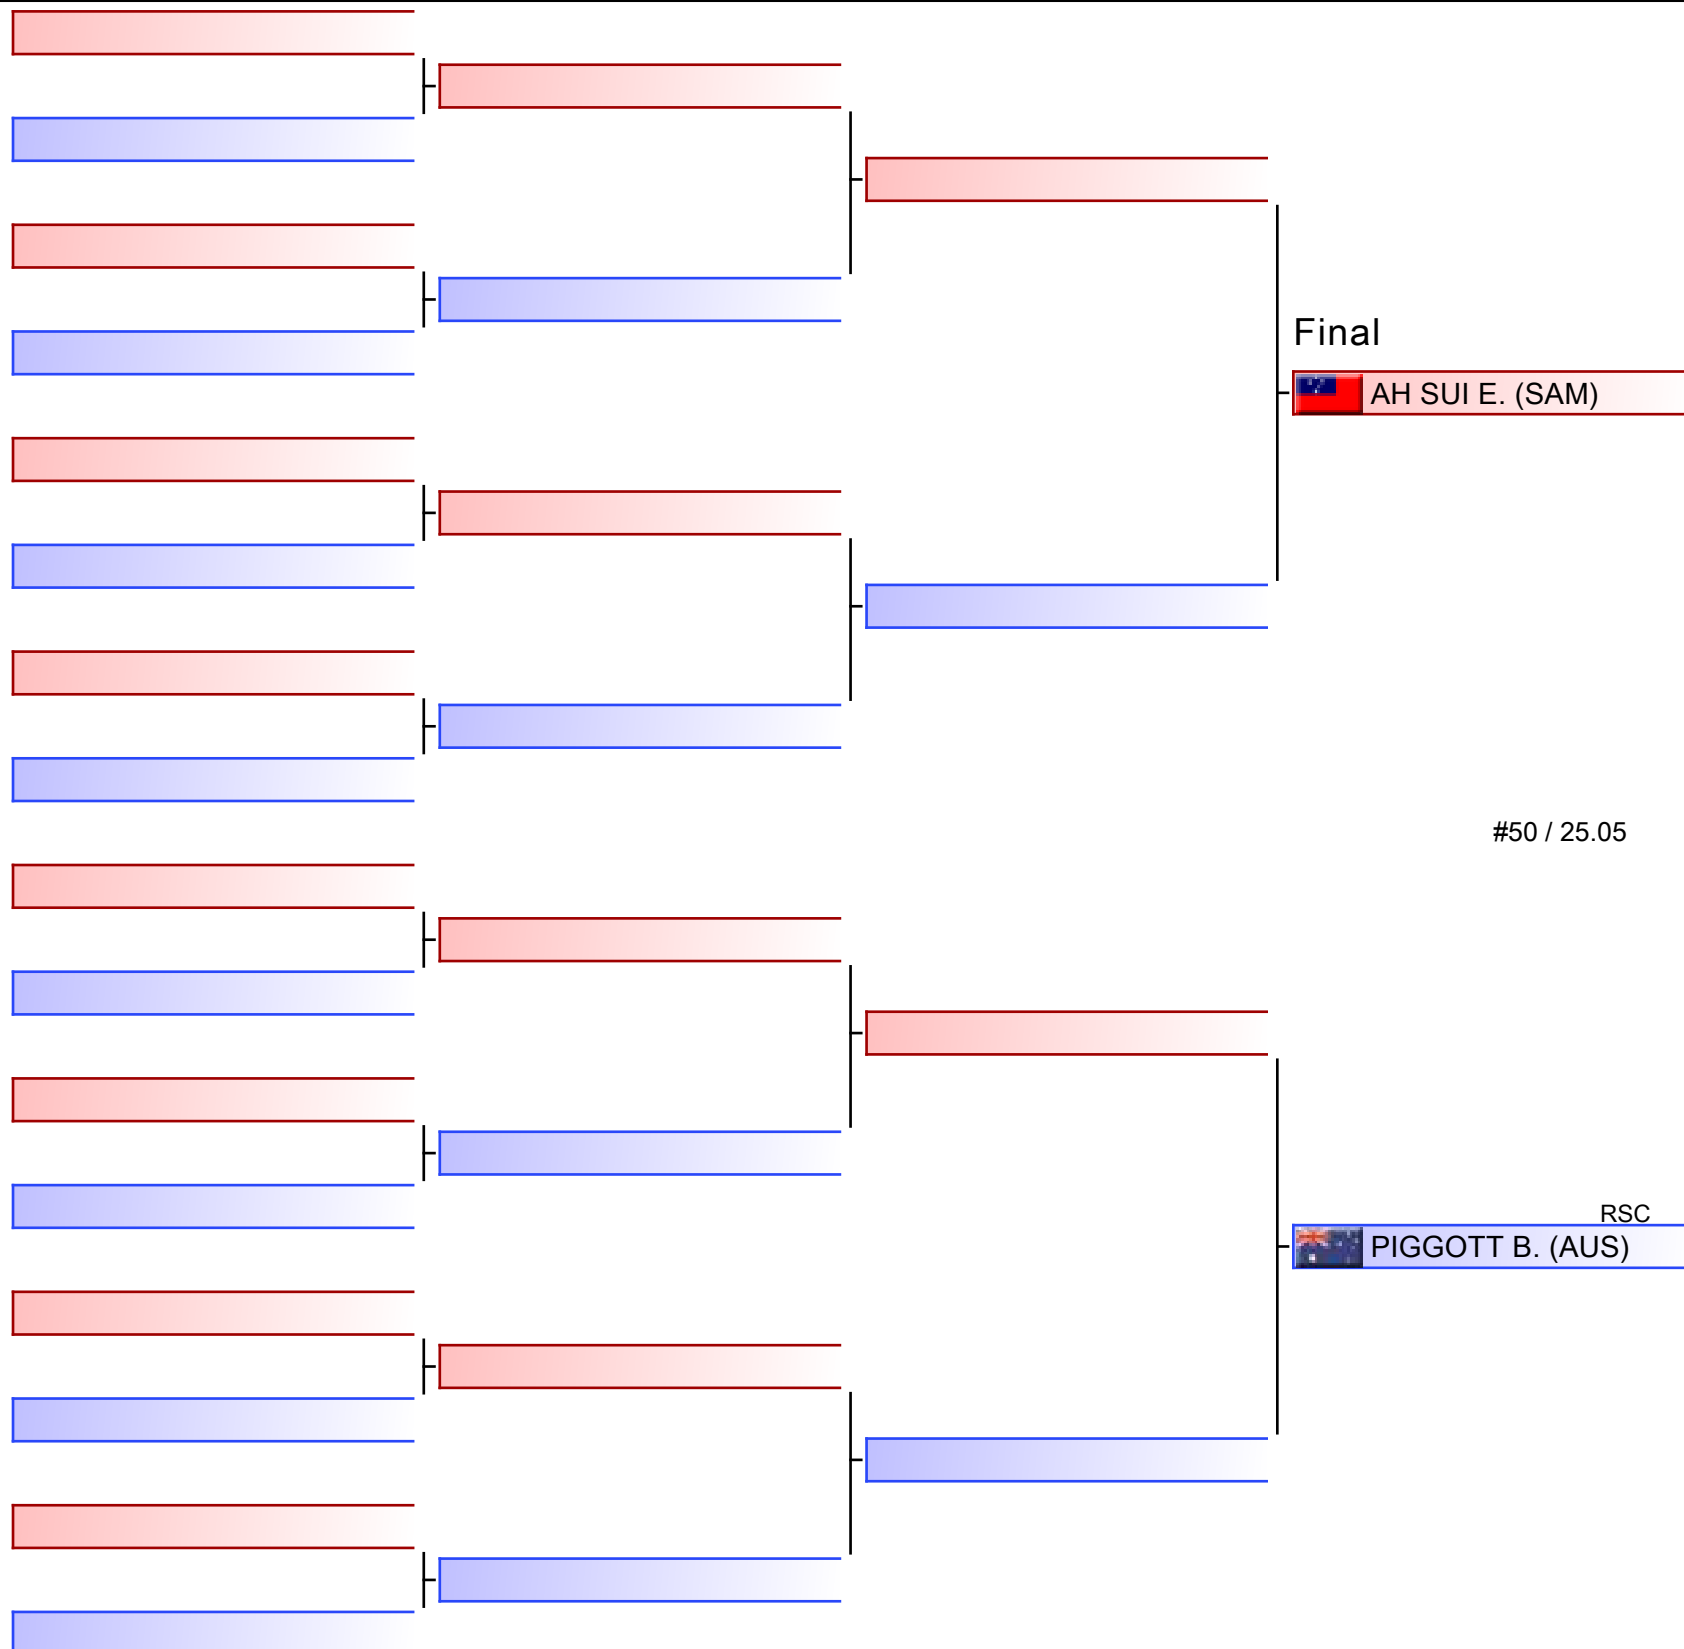 Final
AH SUI E. (SAM)
#50 / 25.05
RSC
PIGGOTT B. (AUS)